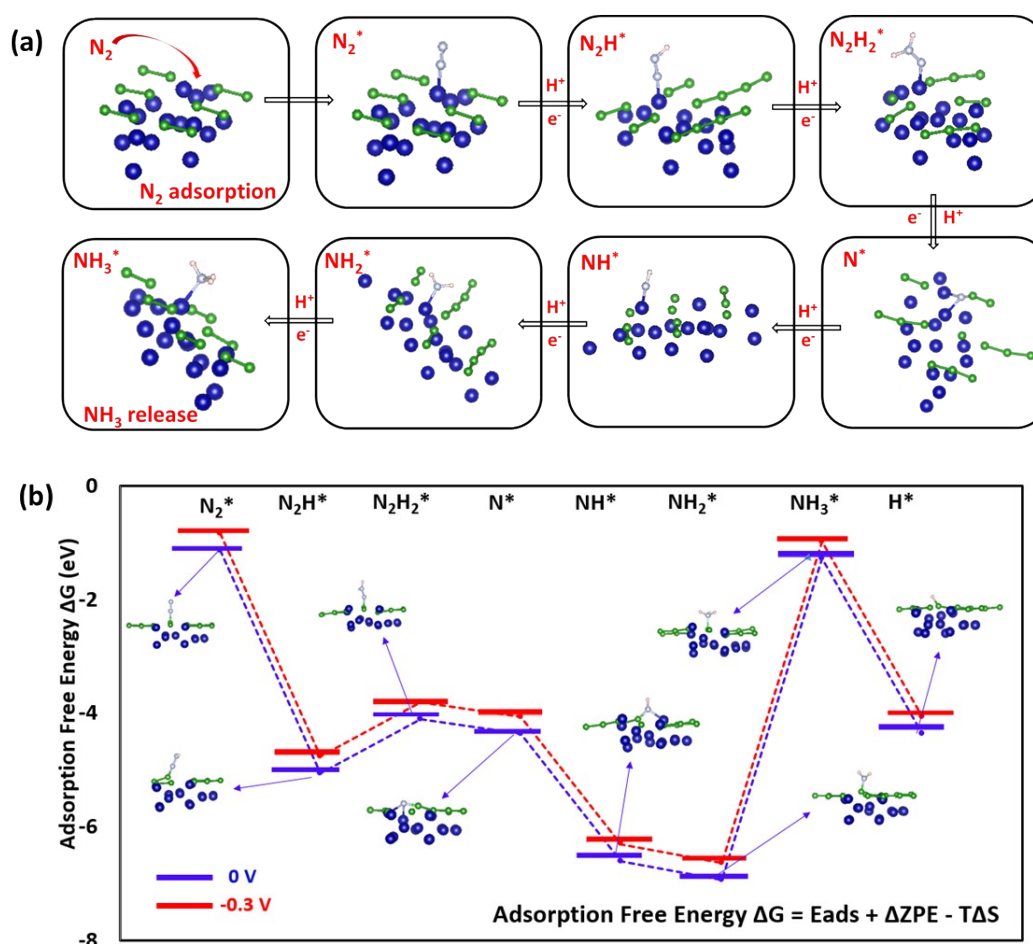 (a)
N₂
N₂ adsorption
N₂*
H⁺
e⁻
N₂H*
H⁺
e⁻
N₂H₂*
e⁻ H⁺
NH₃*
NH₃ release
H⁺
e⁻
NH₂*
H⁺
e⁻
NH*
H⁺
e⁻
N*
(b)
Adsorption Free Energy ΔG (eV)
0
-2
-4
-6
-8
N₂* N₂H* N₂H₂* N* NH* NH₂* NH₃* H*
0 V
-0.3 V
Adsorption Free Energy ΔG = Eads + ΔZPE - TΔS